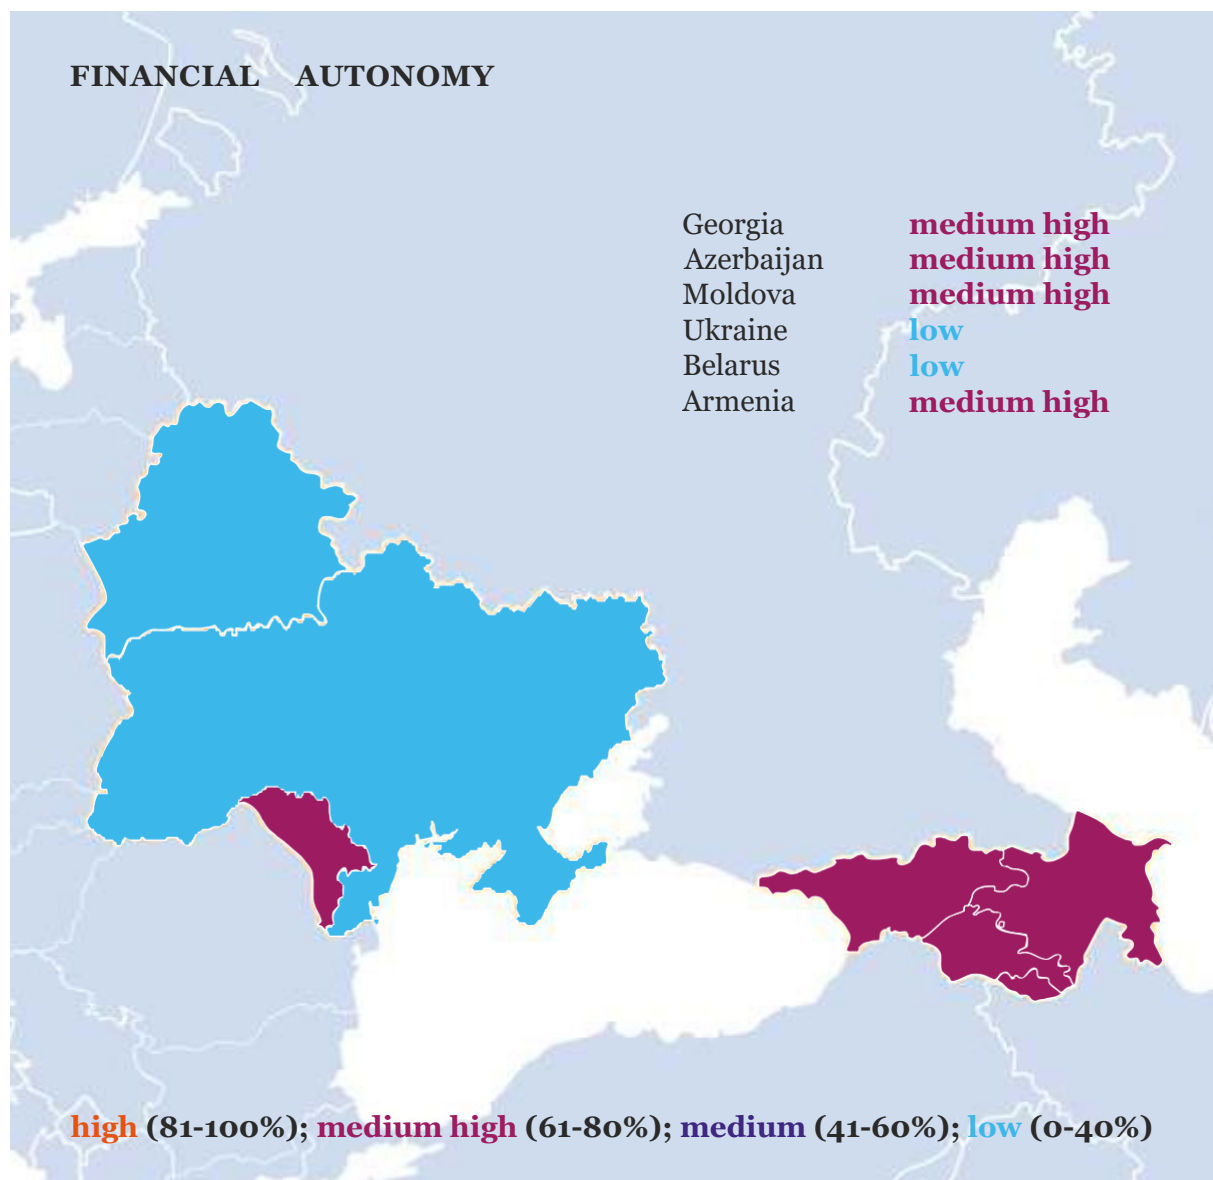 FINANCIAL AUTONOMY
Georgia medium high
Azerbaijan medium high
Moldova medium high
Ukraine low
Belarus low
Armenia medium high
high (81-100%); medium high (61-80%); medium (41-60%); low (0-40%)